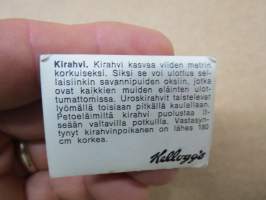 Kirahvi. Kirahvi kasvaa viiden metrin
korkuiseksi. Siksi se voi ulottua sel-
laisiinkin savannipuiden oksiin, jotka
ovat kaikkien muiden eläinten ulot-
tumattomissa. Uroskirahvit taistelevat
lyömällä toisiaan pitkällä kaulallaan.
Petoeläimiltä kirahvi puolustaa it-
seään valtavilla potkuilla. Vastasyn-
tynyt kirahvinpoikanen on lähes 180
cm korkea.
Kellogg's